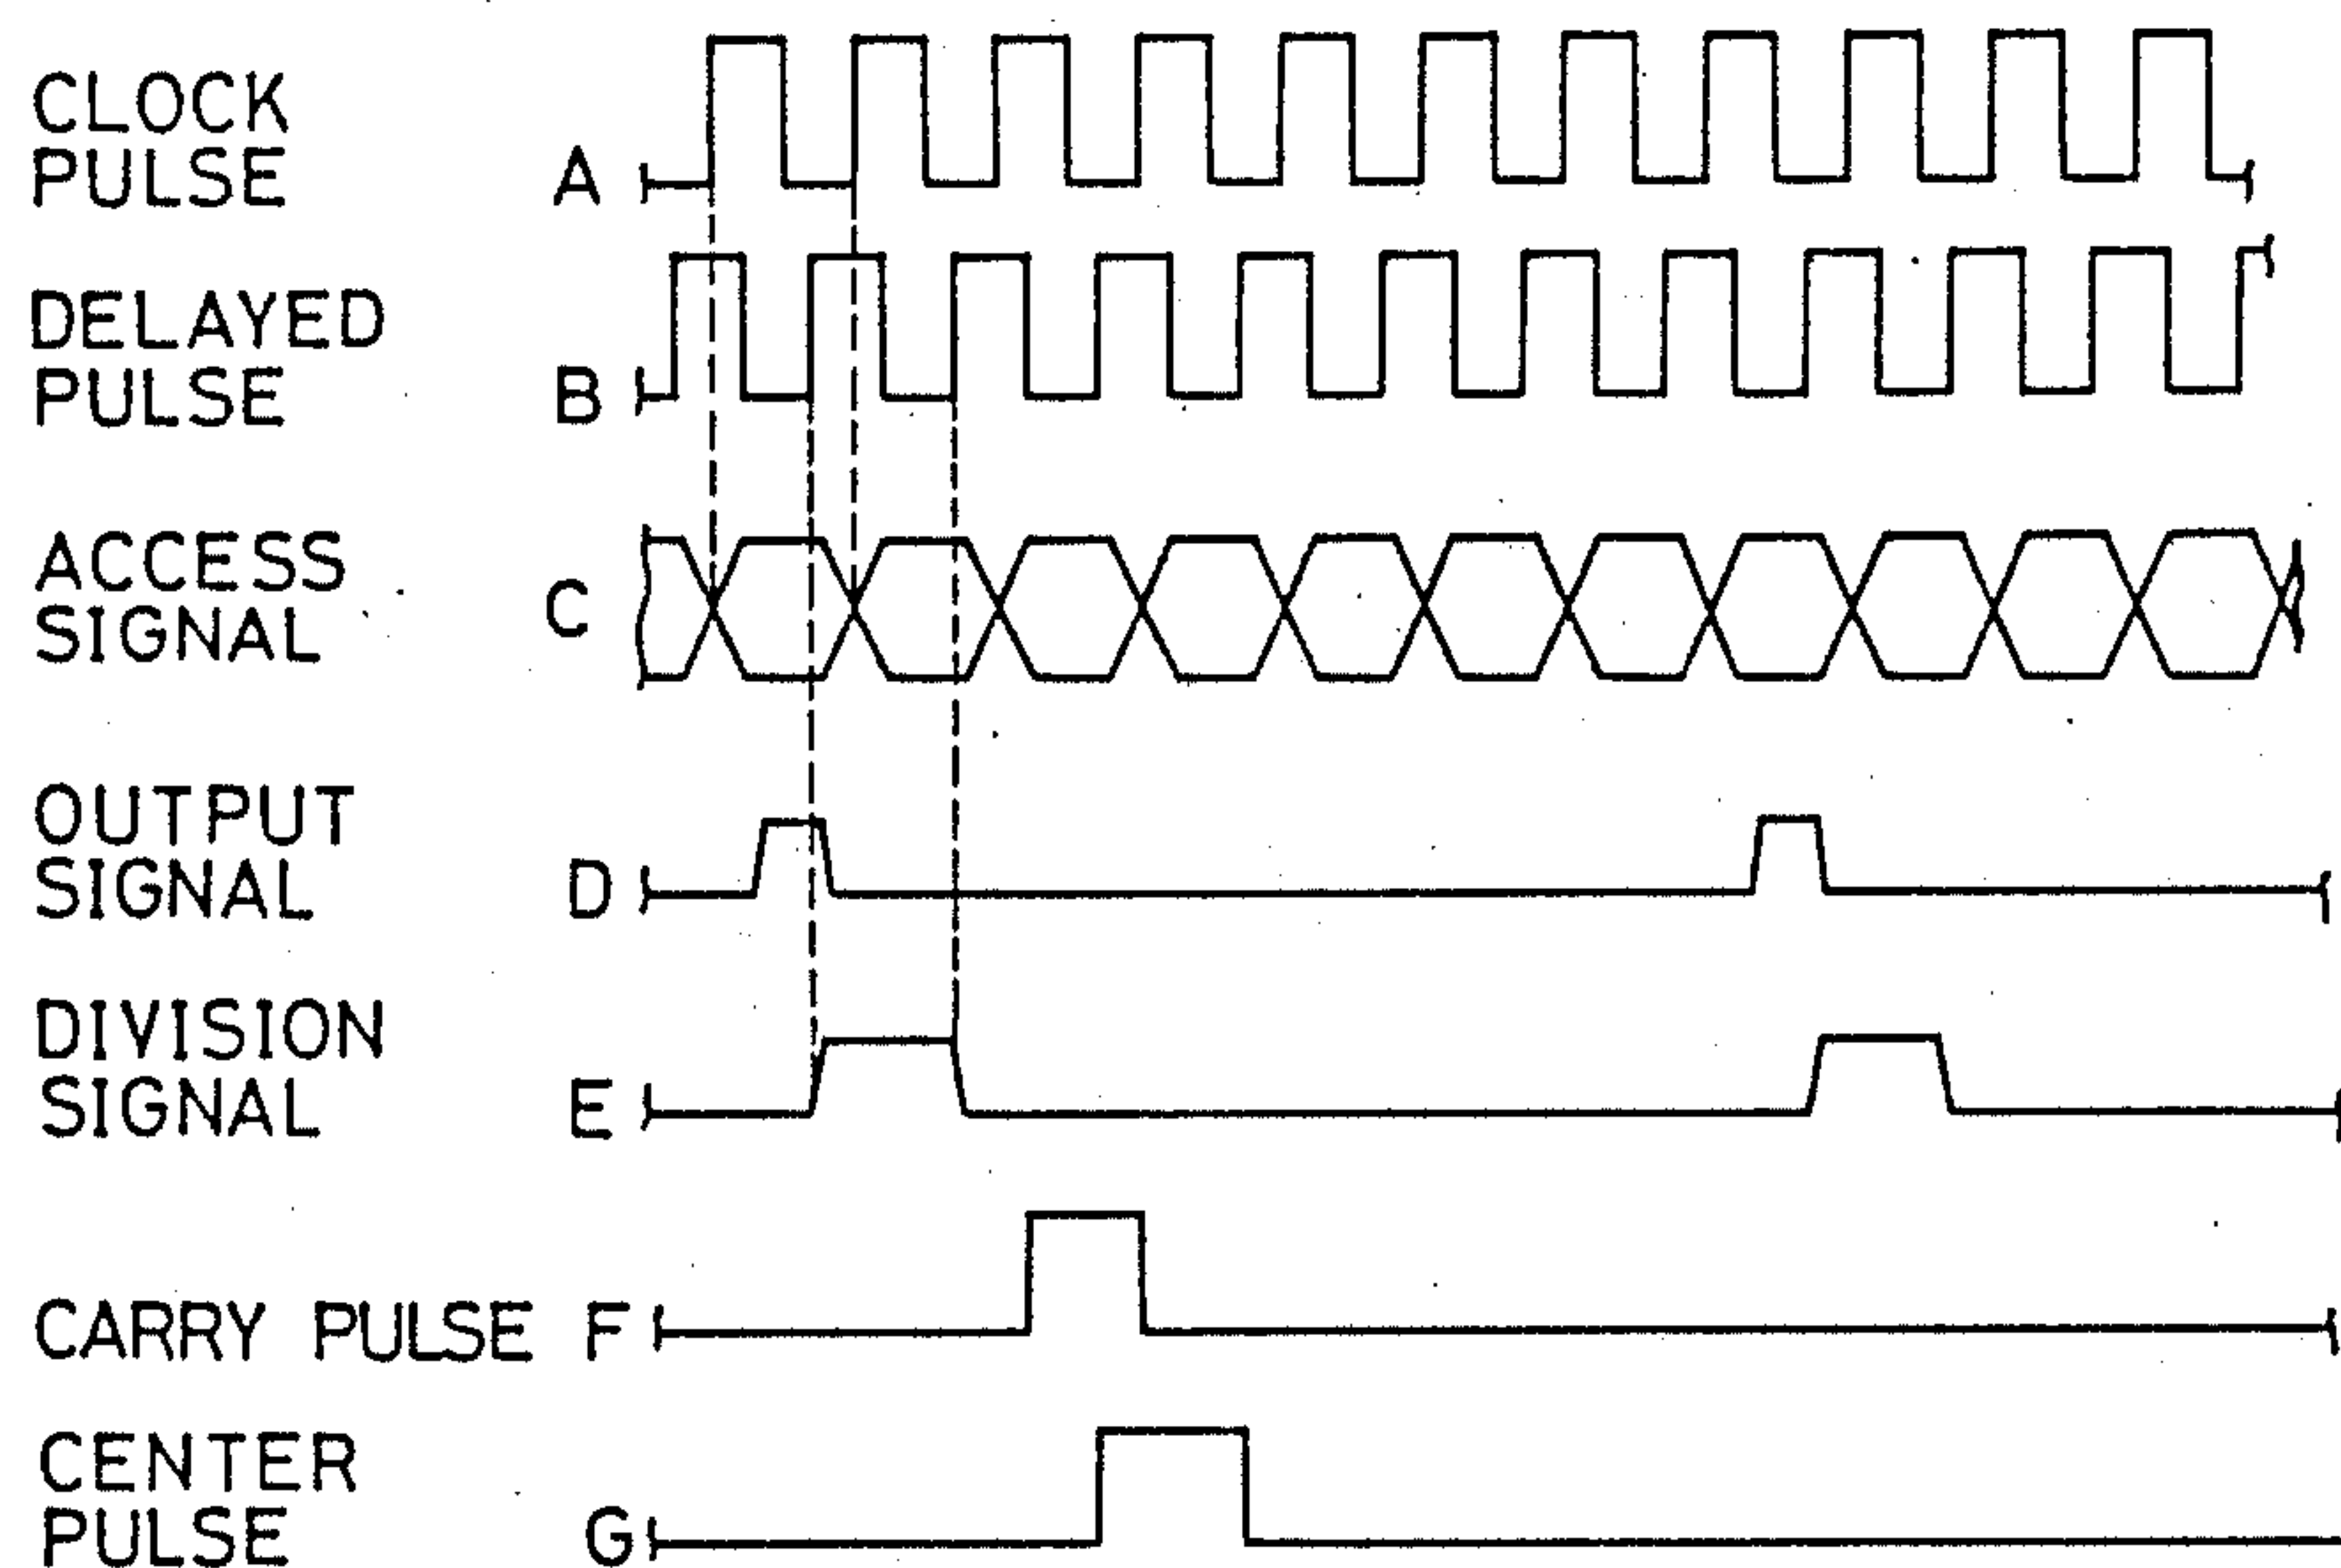 CLOCK
PULSE A
DELAYED
PULSE B
ACCESS
SIGNAL C
OUTPUT
SIGNAL D
DIVISION
SIGNAL E
CARRY PULSE F
CENTER
PULSE G